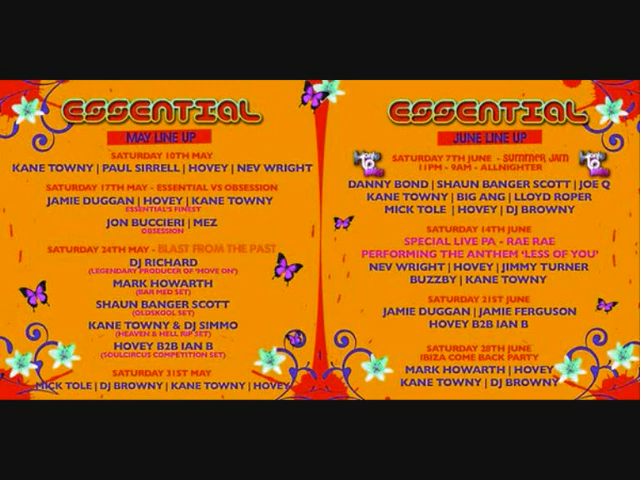 ESSENTIAL
MAY LINE UP
SATURDAY 10TH MAY
KANE TOWNY | PAUL SIRRELL | HOVEY | NEV WRIGHT
SATURDAY 17TH MAY - ESSENTIAL VS OBSESSION
JAMIE DUGGAN | HOVEY | KANE TOWNY
ESSENTIAL'S FINEST
JON BUCCIERI | MEZ
OBSESSION
SATURDAY 24TH MAY - BLAST FROM THE PAST
DJ RICHARD
(LEGENDARY PRODUCER OF 'MOVE ON')
MARK HOWARTH
(BAR MED SET)
SHAUN BANGER SCOTT
(OLDSKOOL SET)
KANE TOWNY & DJ SIMMO
(HEAVEN & HELL RIP SET)
HOVEY B2B IAN B
(SOULCIRCUS COMPETITION SET)
SATURDAY 31ST MAY
MICK TOLE | DJ BROWNY | KANE TOWNY | HOVEY
ESSENTIAL
JUNE LINE UP
SATURDAY 7TH JUNE - SUMMER JAM
11PM - 9AM - ALLNIGHTER
DANNY BOND | SHAUN BANGER SCOTT | JOE Q
KANE TOWNY | BIG ANG | LLOYD ROPER
MICK TOLE | HOVEY | DJ BROWNY
SATURDAY 14TH JUNE
SPECIAL LIVE PA - RAE RAE
PERFORMING THE ANTHEM 'LESS OF YOU'
NEV WRIGHT | HOVEY | JIMMY TURNER
BUZZBY | KANE TOWNY
SATURDAY 21ST JUNE
JAMIE DUGGAN | JAMIE FERGUSON
HOVEY B2B IAN B
SATURDAY 28TH JUNE
IBIZA COME BACK PARTY
MARK HOWARTH | HOVEY
KANE TOWNY | DJ BROWNY